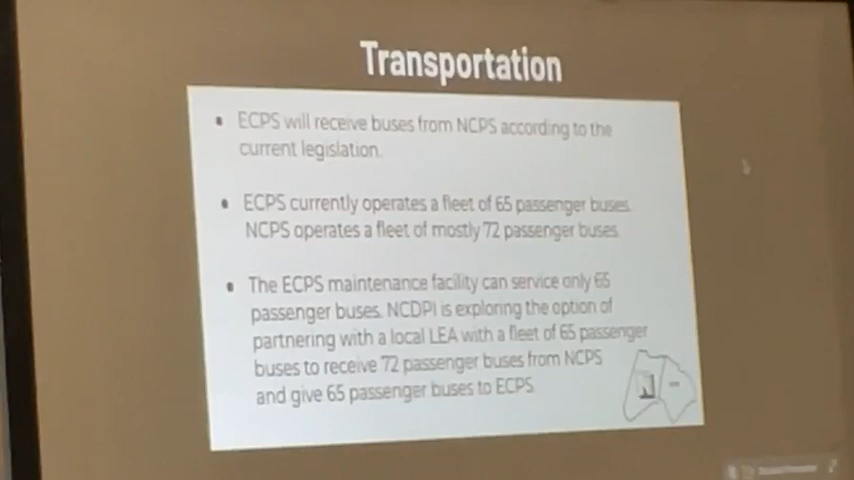 Transportation
• ECPS will receive buses from NCPS according to the
current legislation.
• ECPS currently operates a fleet of 65 passenger buses.
NCPS operates a fleet of mostly 72 passenger buses.
• The ECPS maintenance facility can service only 65
passenger buses. NCDPI is exploring the option of
partnering with a local LEA with a fleet of 65 passenger
buses to receive 72 passenger buses from NCPS
and give 65 passenger buses to ECPS.